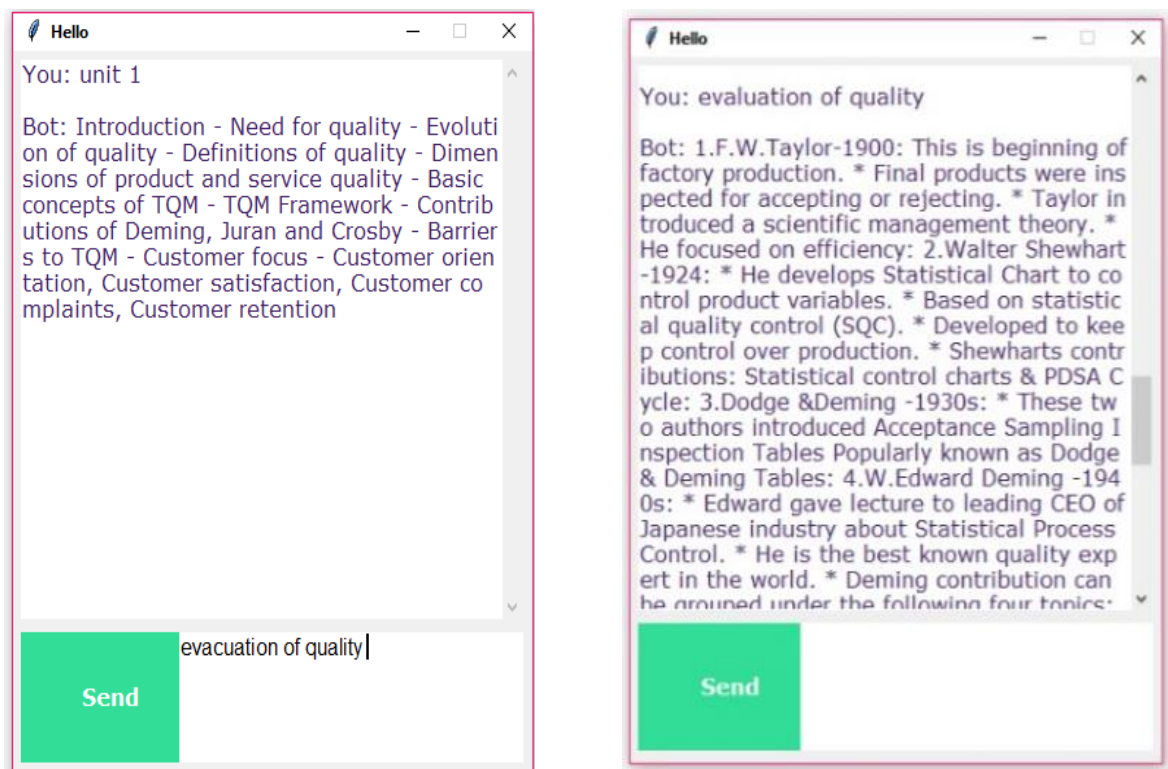 Hello
You: unit 1
Bot: Introduction - Need for quality - Evoluti
on of quality - Definitions of quality - Dimen
sions of product and service quality - Basic
concepts of TQM - TQM Framework - Contrib
utions of Deming, Juran and Crosby - Barrier
s to TQM - Customer focus - Customer orien
tation, Customer satisfaction, Customer co
mplaints, Customer retention
evacuation of quality
Send
Hello
You: evaluation of quality
Bot: 1.F.W.Taylor-1900: This is beginning of
factory production. * Final products were ins
pected for accepting or rejecting. * Taylor in
troduced a scientific management theory. *
He focused on efficiency: 2.Walter Shewhart
-1924: * He develops Statistical Chart to co
ntrol product variables. * Based on statistic
al quality control (SQC). * Developed to kee
p control over production. * Shewharts contr
ibutions: Statistical control charts & PDSA C
ycle: 3.Dodge &Deming -1930s: * These tw
o authors introduced Acceptance Sampling I
nspection Tables Popularly known as Dodge
& Deming Tables: 4.W.Edward Deming -194
0s: * Edward gave lecture to leading CEO of
Japanese industry about Statistical Process
Control. * He is the best known quality exp
ert in the world. * Deming contribution can
be grouped under the following four topics:
Send